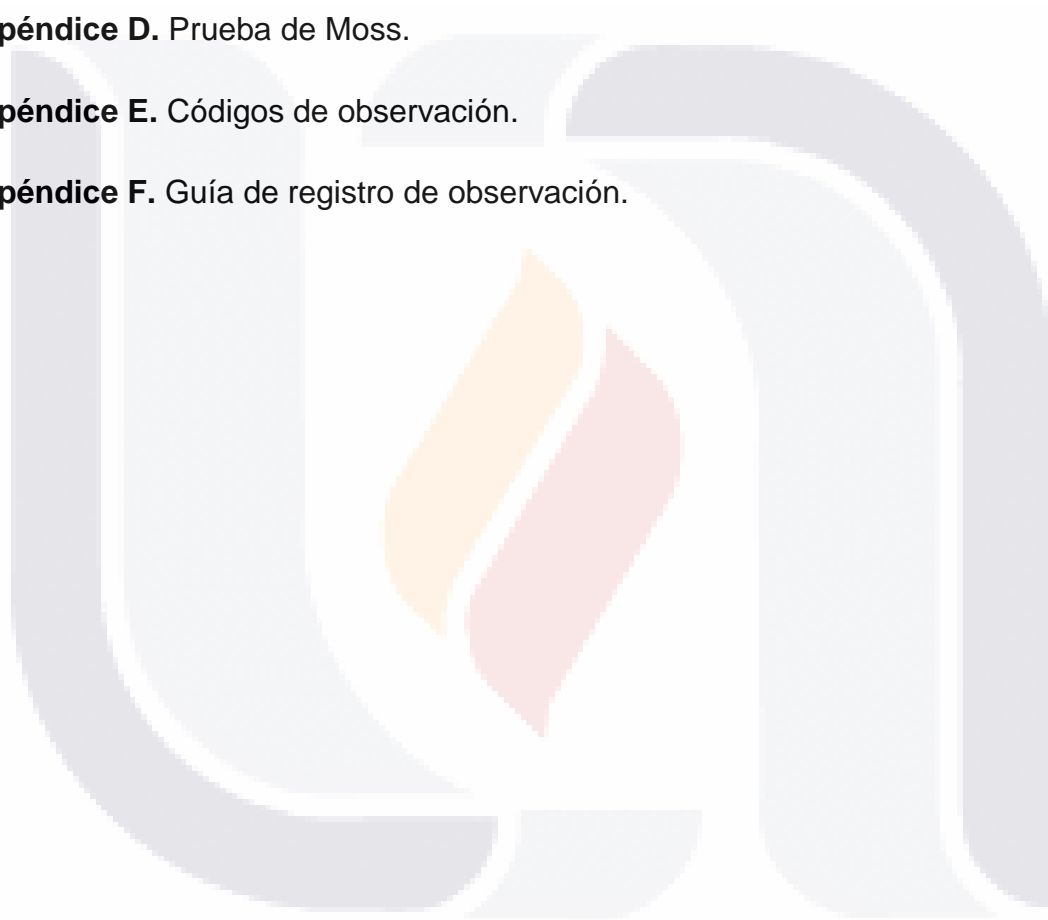 péndice D. Prueba de Moss.
péndice E. Códigos de observación.
péndice F. Guía de registro de observación.